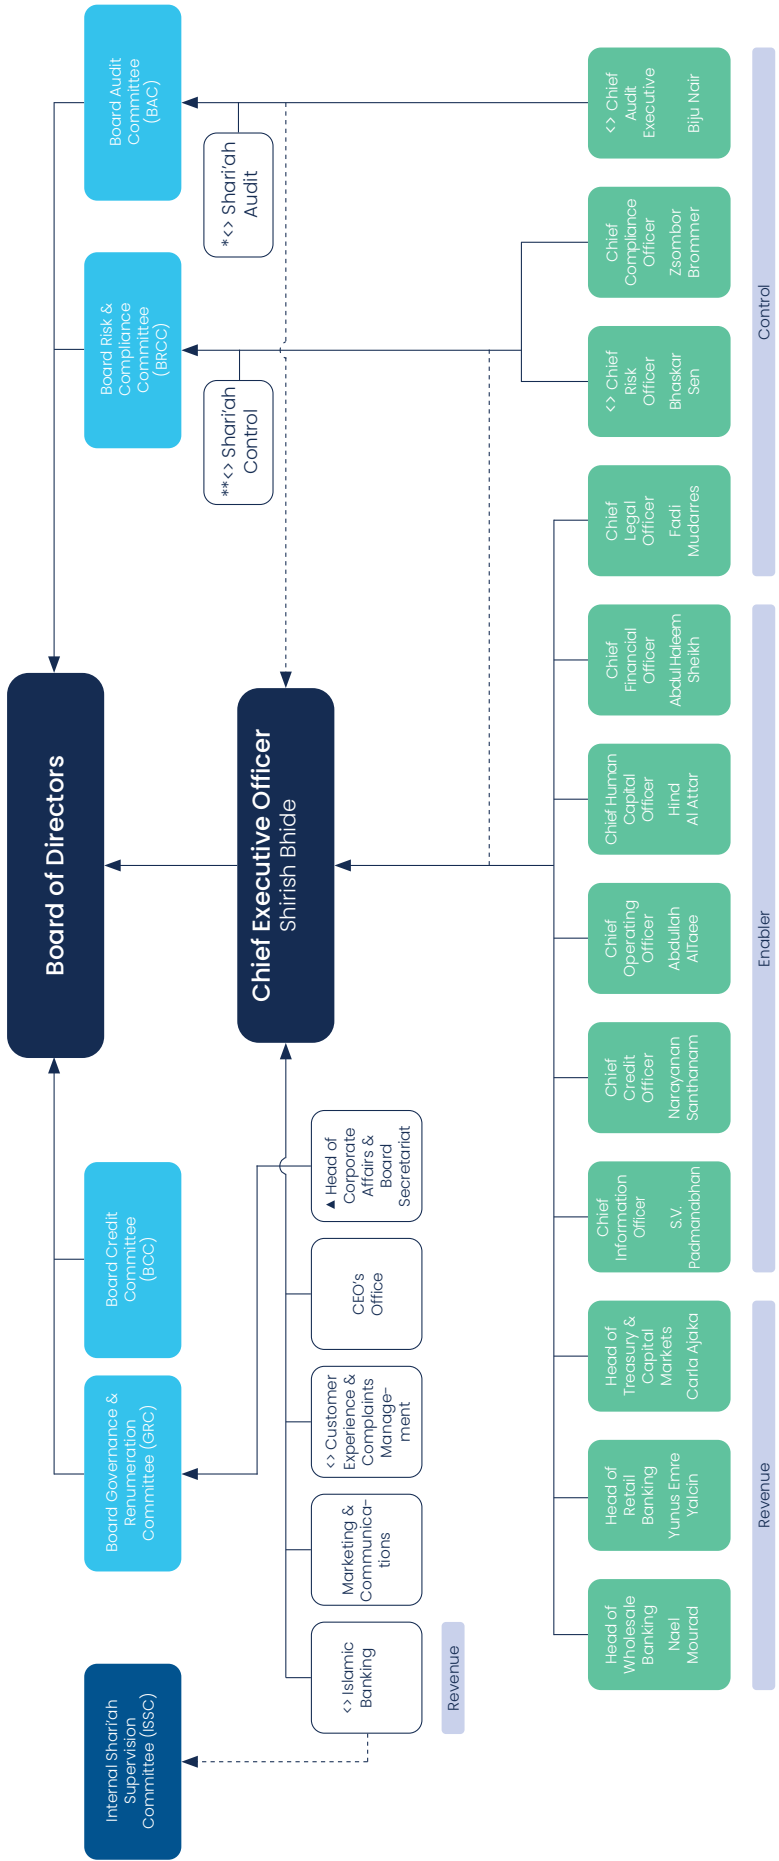 Board of Directors
Internal Shari'ah
Supervision
Committee (ISSC)
Board Governance &
Renumeration
Committee (GRC)
Board Credit
Committee
(BCC)
Board Risk &
Compliance
Committee
(BRCC)
Board Audit
Committee
(BAC)
**<> Shari'ah
Control
*<> Shari'ah
Audit
Chief Executive Officer
Shirish Bhide
<> Islamic
Banking
Marketing &
Communica-
tions
<> Customer
Experience &
Complaints
Manage-
ment
CEO's
Office
▲ Head of
Corporate
Affairs &
Board
Secretariat
Revenue
Head of
Wholesale
Banking
Nael
Mourad
Head of
Retail
Banking
Yunus Emre
Yalcin
Head of
Treasury &
Capital
Markets
Carla Ajaka
Chief
Information
Officer
S.V.
Padmanabhan
Chief
Credit
Officer
Narayanan
Santhanam
Chief
Operating
Officer
Abdullah
AlTaee
Chief Human
Capital
Officer
Hind
Al Attar
Chief
Financial
Officer
Abdul Haleem
Sheikh
Chief
Legal
Officer
Fadi
Mudarres
<> Chief
Risk
Officer
Bhaskar
Sen
Chief
Compliance
Officer
Zsombor
Brommer
<> Chief
Audit
Executive
Biju Nair
Revenue
Enabler
Control